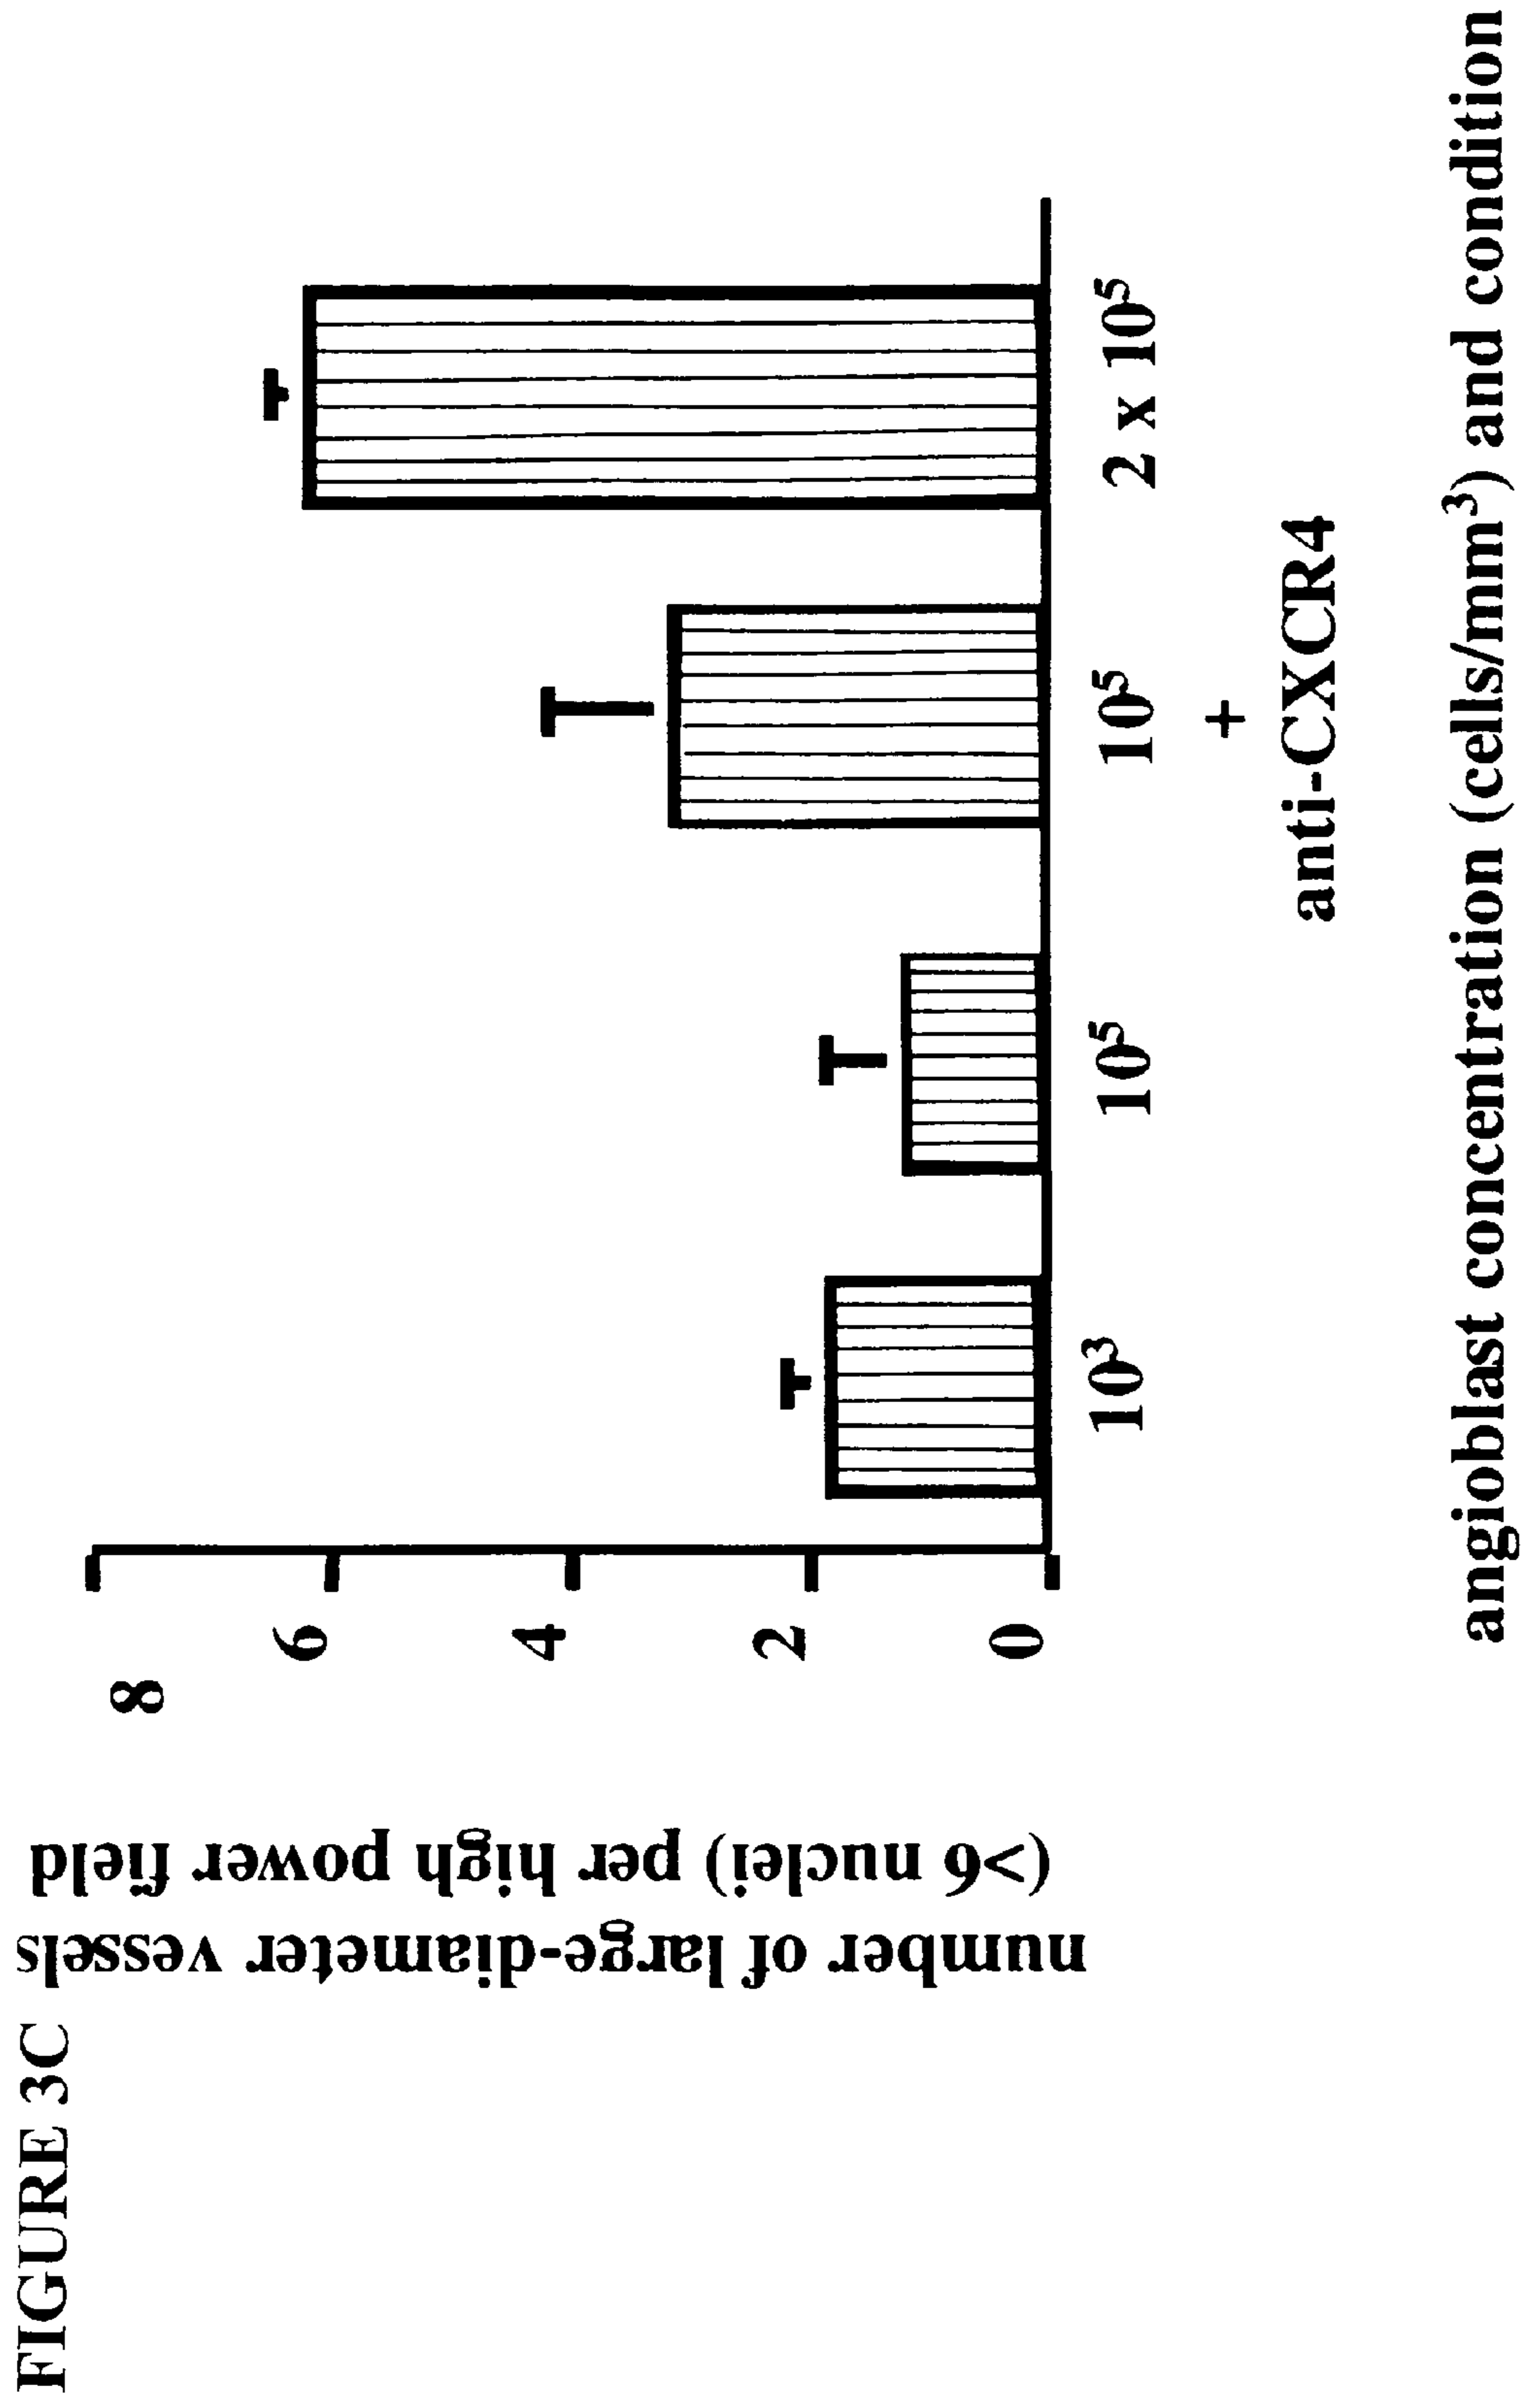 FIGURE 3C
number of large-diameter vessels
(>6 nuclei) per high power field
8
6
4
2
0
10³ 10⁵ 10⁵ 2 x 10⁵
+
anti-CXCR4
angioblast concentration (cells/mm³) and condition